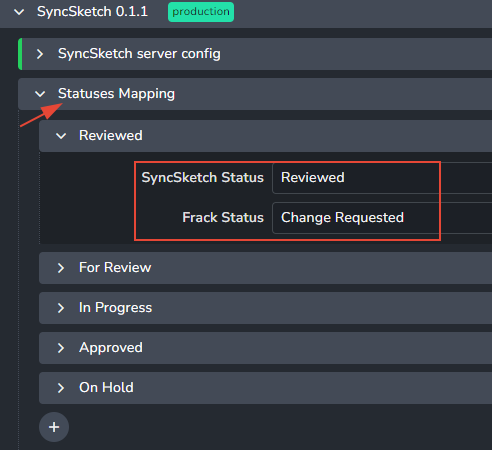 SyncSketch 0.1.1 production
SyncSketch server config
Statuses Mapping
Reviewed
SyncSketch Status Reviewed
Frack Status Change Requested
For Review
In Progress
Approved
On Hold